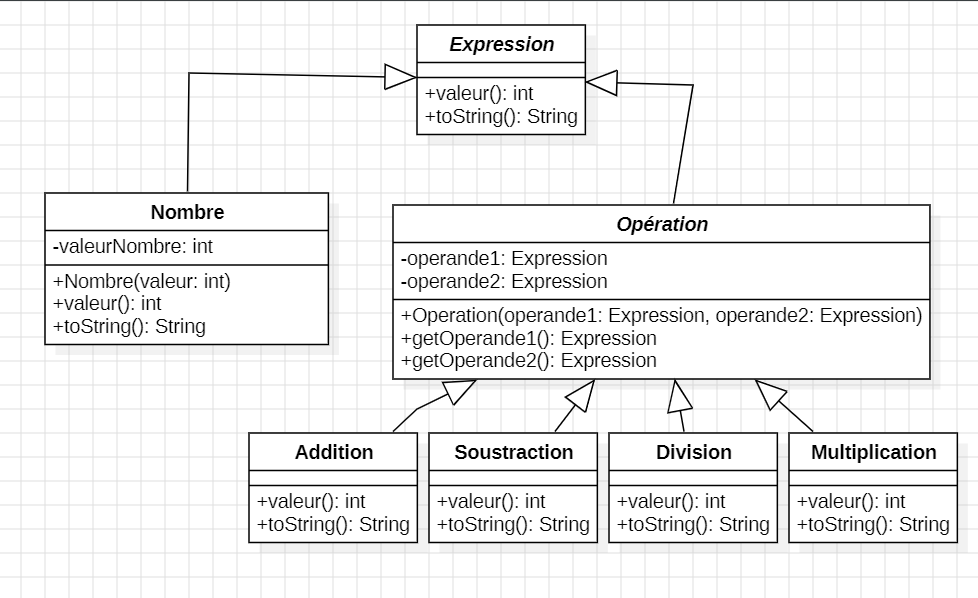 Expression
+valeur(): int
+toString(): String
Nombre
-valeurNombre: int
+Nombre(valeur: int)
+valeur(): int
+toString(): String
Opération
-operande1: Expression
-operande2: Expression
+Operation(operande1: Expression, operande2: Expression)
+getOperande1(): Expression
+getOperande2(): Expression
Addition
+valeur(): int
+toString(): String
Soustraction
+valeur(): int
+toString(): String
Division
+valeur(): int
+toString(): String
Multiplication
+valeur(): int
+toString(): String